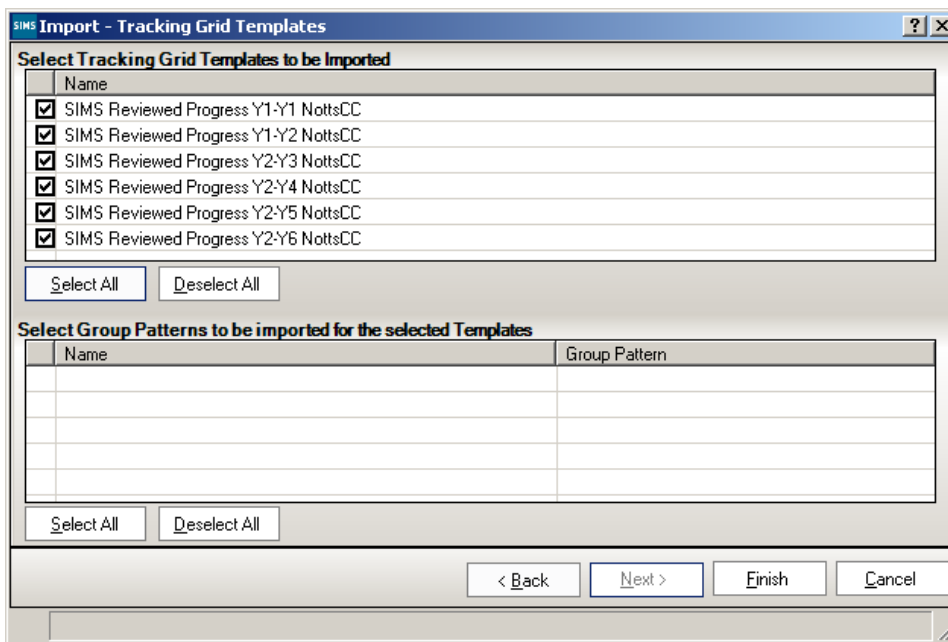 SIMS Import - Tracking Grid Templates ? X
Select Tracking Grid Templates to be Imported
Name
SIMS Reviewed Progress Y1-Y1 NottsCC
SIMS Reviewed Progress Y1-Y2 NottsCC
SIMS Reviewed Progress Y2-Y3 NottsCC
SIMS Reviewed Progress Y2-Y4 NottsCC
SIMS Reviewed Progress Y2-Y5 NottsCC
SIMS Reviewed Progress Y2-Y6 NottsCC
Select All Deselect All
Select Group Patterns to be imported for the selected Templates
Name Group Pattern
Select All Deselect All
< Back Next > Finish Cancel